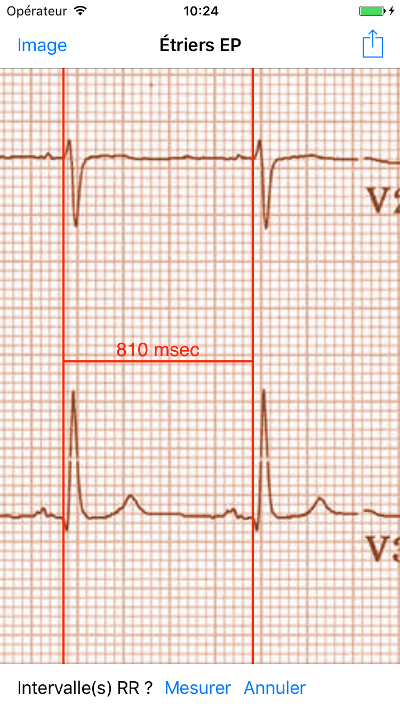 Opérateur 10:24
Image Étriers EP
V2
810 msec
V3
Intervalle(s) RR ? Mesurer Annuler